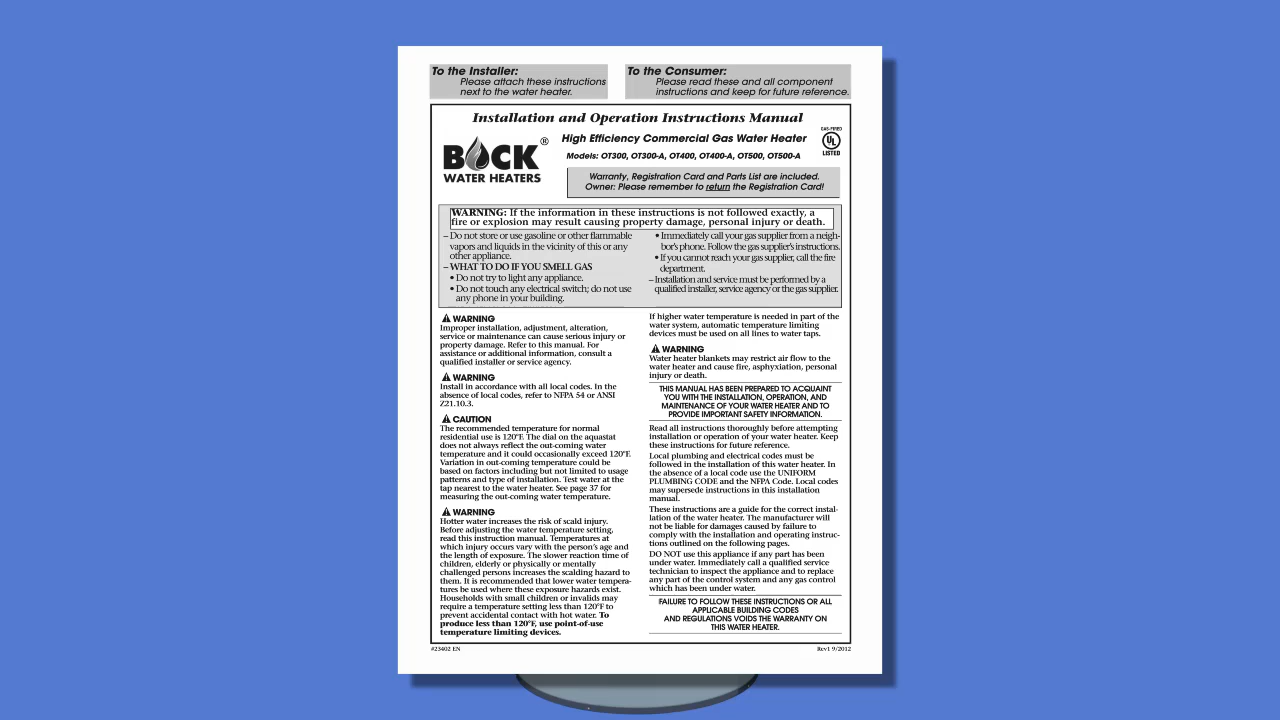 To the Installer:
Please attach these instructions
next to the water heater.
To the Consumer:
Please read these and all component
instructions and keep for future reference.
Installation and Operation Instructions Manual
BOCK®
WATER HEATERS
High Efficiency Commercial Gas Water Heater
Models: OT300, OT300-A, OT400, OT400-A, OT500, OT500-A
GAS-FIRED
UL
LISTED
Warranty, Registration Card and Parts List are included.
Owner: Please remember to return the Registration Card!
WARNING: If the information in these instructions is not followed exactly, a
fire or explosion may result causing property damage, personal injury or death.
– Do not store or use gasoline or other flammable
vapors and liquids in the vicinity of this or any
other appliance.
– WHAT TO DO IF YOU SMELL GAS
• Do not try to light any appliance.
• Do not touch any electrical switch; do not use
any phone in your building.
• Immediately call your gas supplier from a neigh-
bor's phone. Follow the gas supplier's instructions.
• If you cannot reach your gas supplier, call the fire
department.
– Installation and service must be performed by a
qualified installer, service agency or the gas supplier.
⚠ WARNING
Improper installation, adjustment, alteration,
service or maintenance can cause serious injury or
property damage. Refer to this manual. For
assistance or additional information, consult a
qualified installer or service agency.
⚠ WARNING
Install in accordance with all local codes. In the
absence of local codes, refer to NFPA 54 or ANSI
Z21.10.3.
⚠ CAUTION
The recommended temperature for normal
residential use is 120°F. The dial on the aquastat
does not always reflect the out-coming water
temperature and it could occasionally exceed 120°F.
Variation in out-coming temperature could be
based on factors including but not limited to usage
patterns and type of installation. Test water at the
tap nearest to the water heater. See page 37 for
measuring the out-coming water temperature.
⚠ WARNING
Hotter water increases the risk of scald injury.
Before adjusting the water temperature setting,
read this instruction manual. Temperatures at
which injury occurs vary with the person's age and
the length of exposure. The slower reaction time of
children, elderly or physically or mentally
challenged persons increases the scalding hazard to
them. It is recommended that lower water tempera-
tures be used where these exposure hazards exist.
Households with small children or invalids may
require a temperature setting less than 120°F to
prevent accidental contact with hot water. To
produce less than 120°F, use point-of-use
temperature limiting devices.
If higher water temperature is needed in part of the
water system, automatic temperature limiting
devices must be used on all lines to water taps.
⚠ WARNING
Water heater blankets may restrict air flow to the
water heater and cause fire, asphyxiation, personal
injury or death.
THIS MANUAL HAS BEEN PREPARED TO ACQUAINT
YOU WITH THE INSTALLATION, OPERATION, AND
MAINTENANCE OF YOUR WATER HEATER AND TO
PROVIDE IMPORTANT SAFETY INFORMATION.
Read all instructions thoroughly before attempting
installation or operation of your water heater. Keep
these instructions for future reference.
Local plumbing and electrical codes must be
followed in the installation of this water heater. In
the absence of a local code use the UNIFORM
PLUMBING CODE and the NFPA Code. Local codes
may supersede instructions in this installation
manual.
These instructions are a guide for the correct instal-
lation of the water heater. The manufacturer will
not be liable for damages caused by failure to
comply with the installation and operating instruc-
tions outlined on the following pages.
DO NOT use this appliance if any part has been
under water. Immediately call a qualified service
technician to inspect the appliance and to replace
any part of the control system and any gas control
which has been under water.
FAILURE TO FOLLOW THESE INSTRUCTIONS OR ALL
APPLICABLE BUILDING CODES
AND REGULATIONS VOIDS THE WARRANTY ON
THIS WATER HEATER.
#23402 EN
Rev1 9/2012